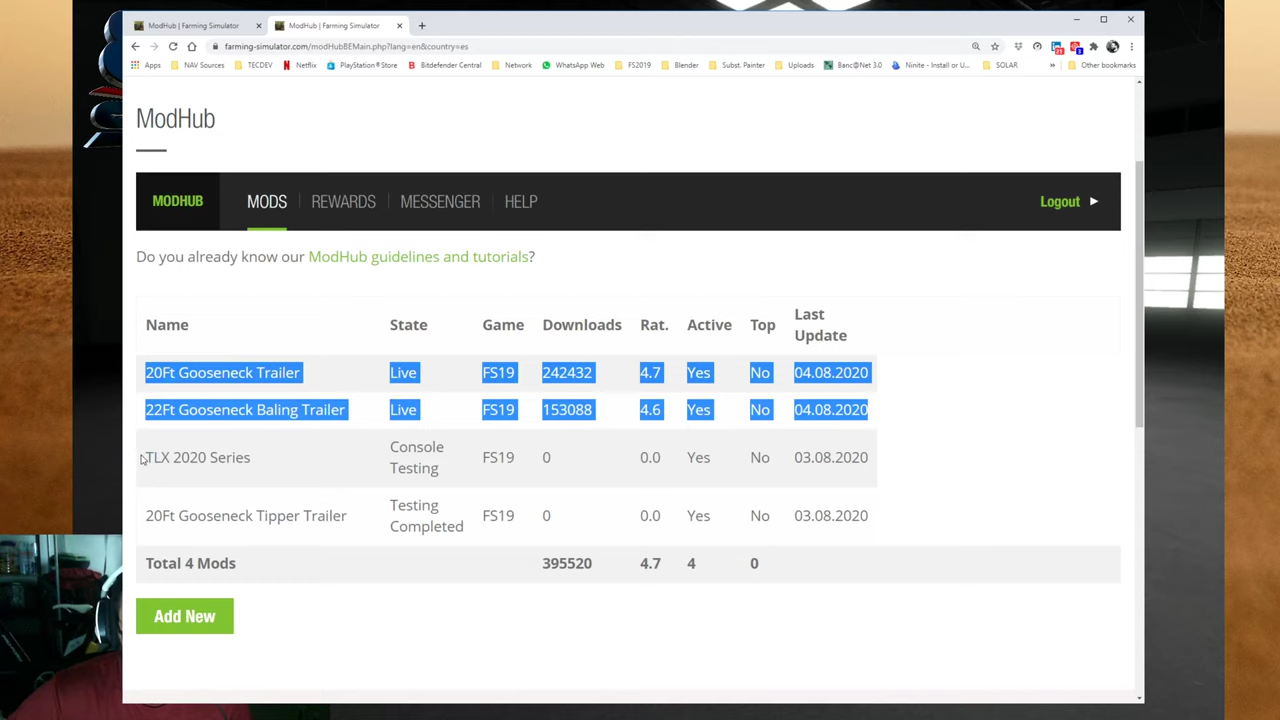 ModHub | Farming Simulator
ModHub | Farming Simulator
farming-simulator.com/modHubBEMain.php?lang=en&country=es
Apps NAV Sources TECDEV Netflix PlayStation®Store Bitdefender Central Network WhatsApp Web FS2019 Blender Subst. Painter Uploads Banc@Net 3.0 Ninite - Install or U... SOLAR » Other bookmarks
ModHub
MODHUB MODS REWARDS MESSENGER HELP Logout
Do you already know our ModHub guidelines and tutorials?
Name State Game Downloads Rat. Active Top Last Update
20Ft Gooseneck Trailer Live FS19 242432 4.7 Yes No 04.08.2020
22Ft Gooseneck Baling Trailer Live FS19 153088 4.6 Yes No 04.08.2020
TLX 2020 Series Console Testing FS19 0 0.0 Yes No 03.08.2020
20Ft Gooseneck Tipper Trailer Testing Completed FS19 0 0.0 Yes No 03.08.2020
Total 4 Mods 395520 4.7 4 0
Add New